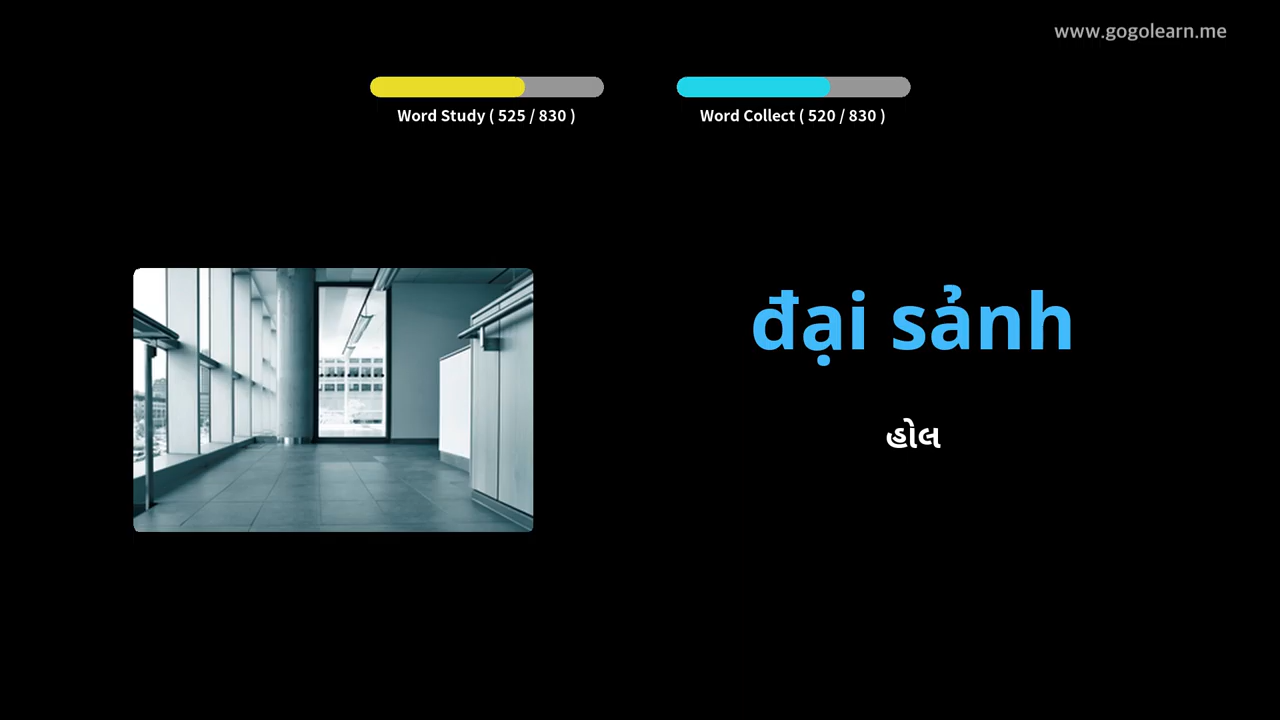 www.gogolearn.me
Word Study ( 525 / 830 )
Word Collect ( 520 / 830 )
đại sảnh
હોલ